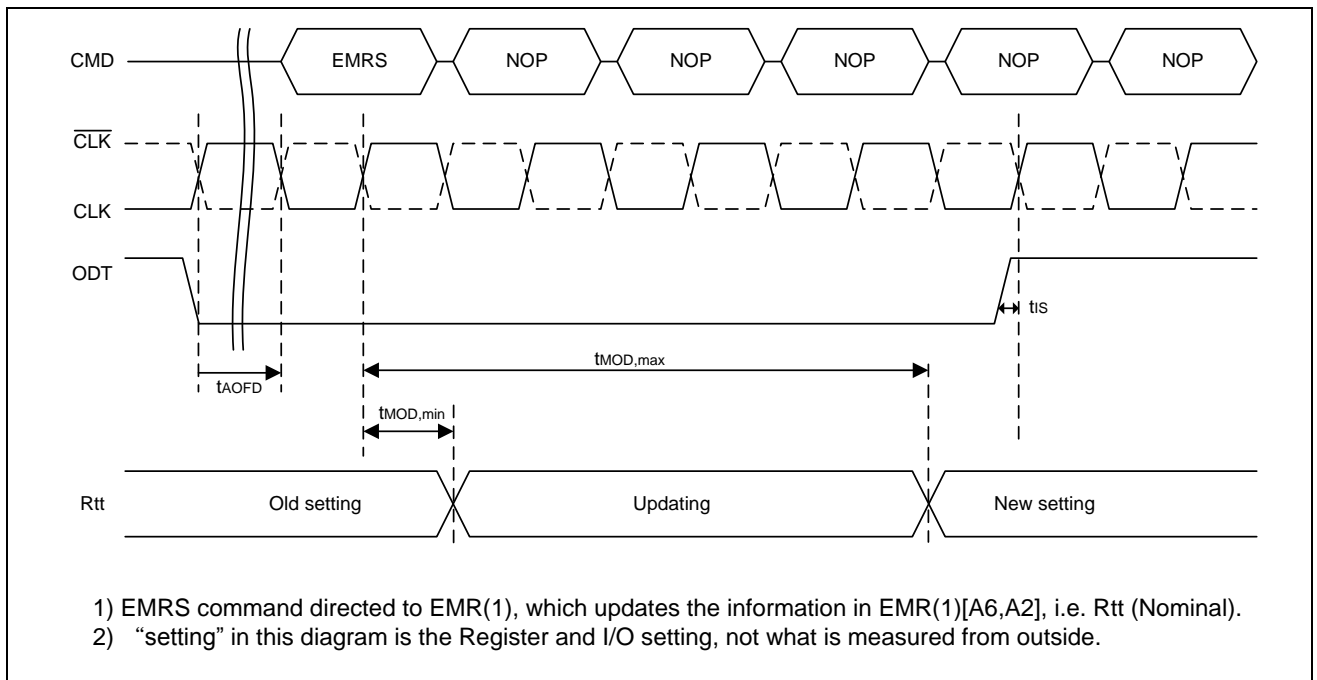 CMD EMRS NOP NOP NOP NOP NOP
CLK
CLK
ODT
tIS
tMOD,max
tAOFD
tMOD,min
Rtt Old setting Updating New setting
1) EMRS command directed to EMR(1), which updates the information in EMR(1)[A6,A2], i.e. Rtt (Nominal).
2) “setting” in this diagram is the Register and I/O setting, not what is measured from outside.